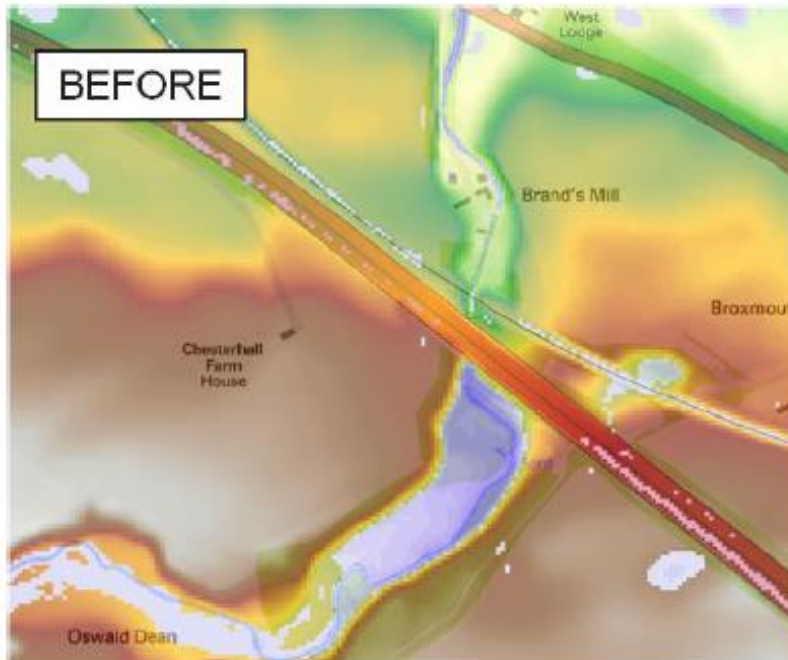 BEFORE
West
Lodge
Brand's Mill
Broxmout
Chesterhall
Farm
House
Oswald Dean